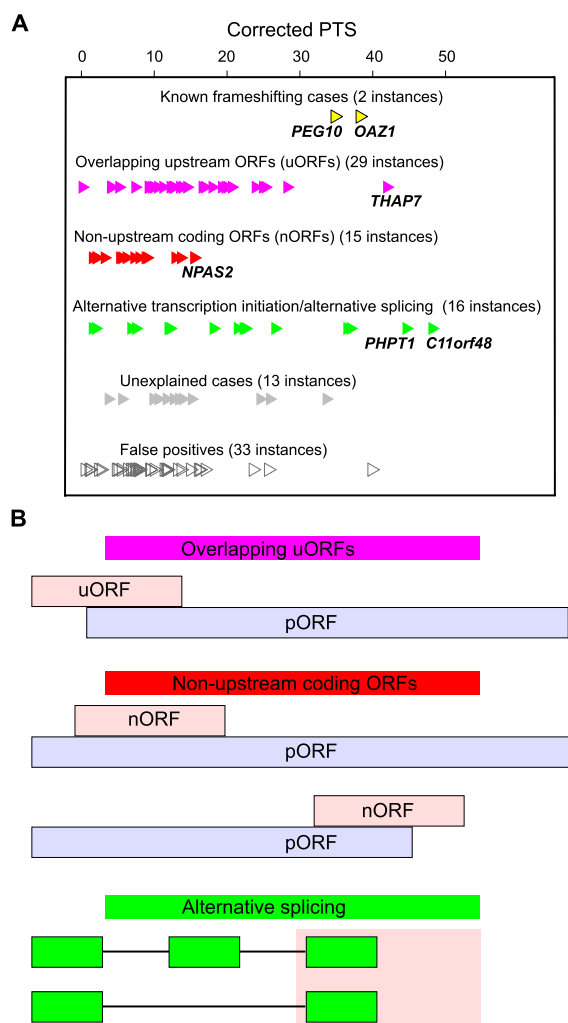 A
Corrected PTS
0 10 20 30 40 50
Known frameshifting cases (2 instances)
PEG10 OAZ1
Overlapping upstream ORFs (uORFs) (29 instances)
THAP7
Non-upstream coding ORFs (nORFs) (15 instances)
NPAS2
Alternative transcription initiation/alternative splicing (16 instances)
PHPT1 C11orf48
Unexplained cases (13 instances)
False positives (33 instances)
B
Overlapping uORFs
uORF
pORF
Non-upstream coding ORFs
nORF
pORF
nORF
pORF
Alternative splicing